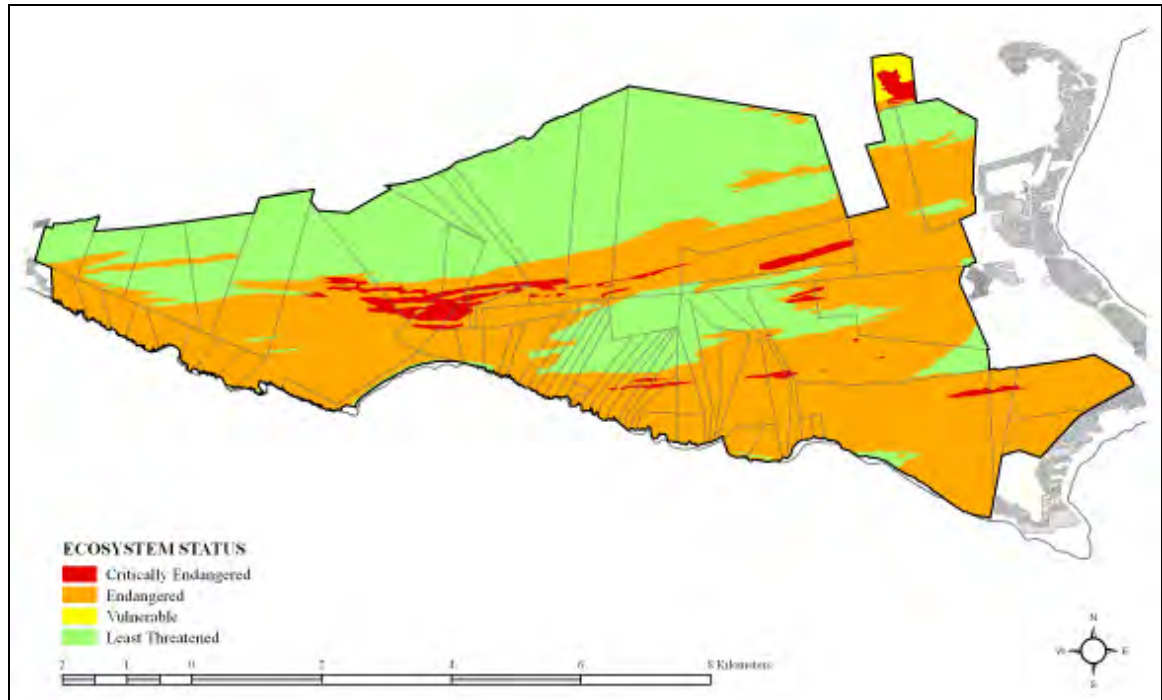 ECOSYSTEM STATUS
Critically Endangered
Endangered
Vulnerable
Least Threatened
2 1 0 2 4 6 8 Kilometers
N
W E
S